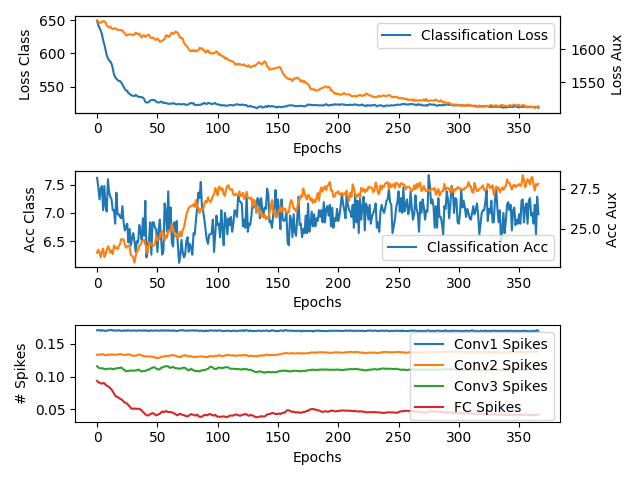 650
600
550
Loss Class
1600
1550
Loss Aux
Classification Loss
0 50 100 150 200 250 300 350
Epochs
7.5
7.0
6.5
Acc Class
27.5
25.0
Acc Aux
Classification Acc
0 50 100 150 200 250 300 350
Epochs
0.15
0.10
0.05
# Spikes
Conv1 Spikes
Conv2 Spikes
Conv3 Spikes
FC Spikes
0 50 100 150 200 250 300 350
Epochs